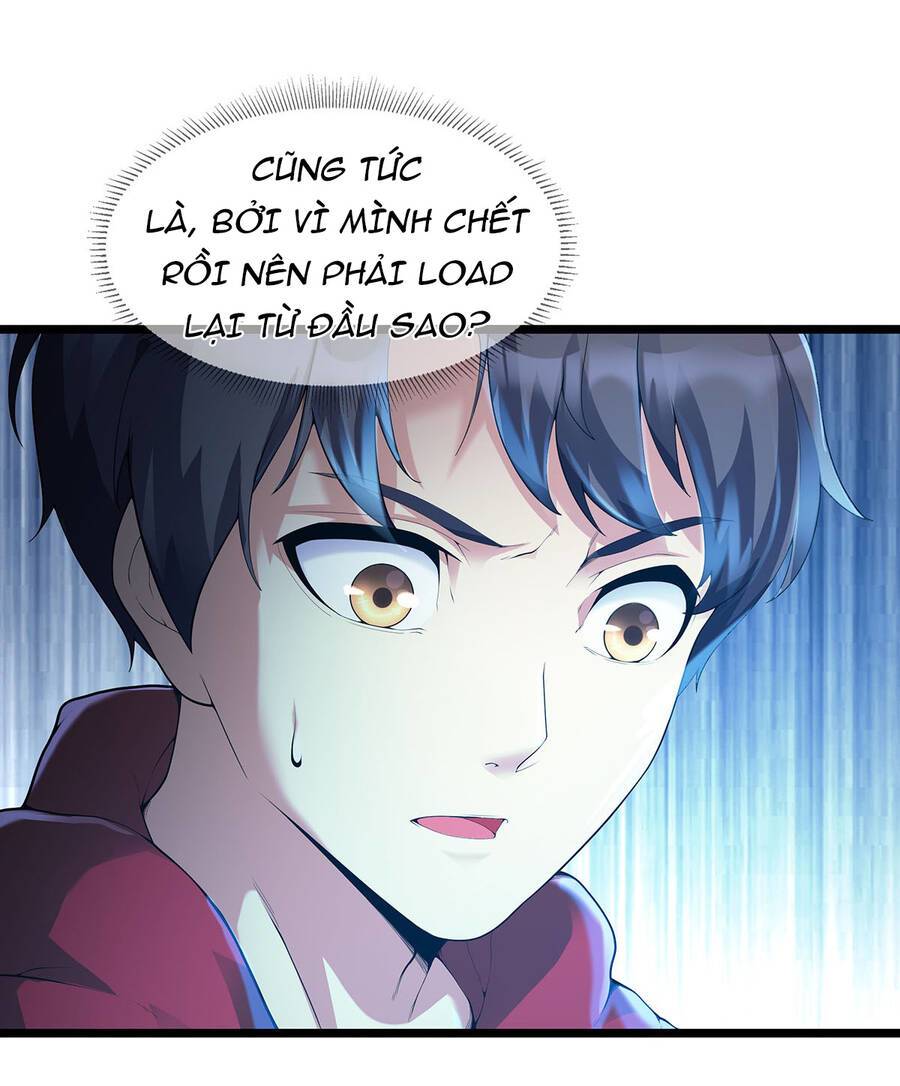 CŨNG TỨC
LÀ, BỞI VÌ MÌNH CHẾT
RỒI NÊN PHẢI LOAD
LẠI TỪ ĐẦU SAO?